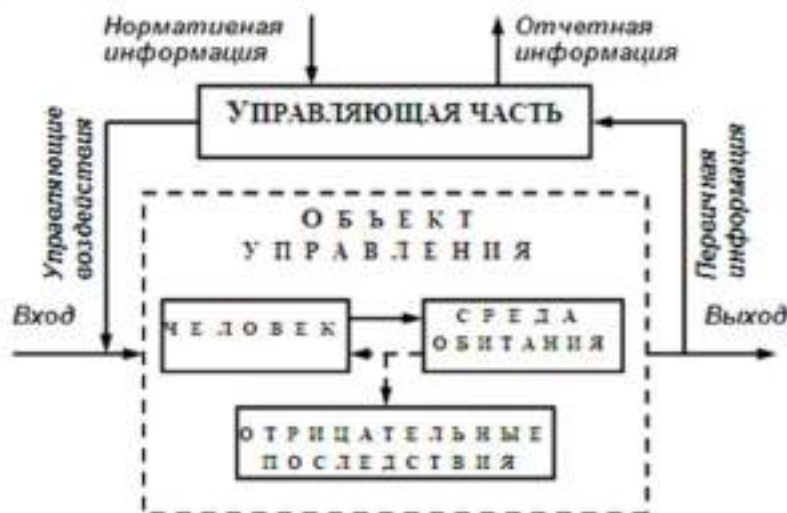 Нормативная
информация
Отчетная
информация
УПРАВЛЯЮЩАЯ ЧАСТЬ
Управляющие
воздействия
Первичная
информация
ОБЪЕКТ
УПРАВЛЕНИЯ
Вход
ЧЕЛОВЕК
СРЕДА
ОБИТАНИЯ
Выход
ОТРИЦАТЕЛЬНЫЕ
ПОСЛЕДСТВИЯ